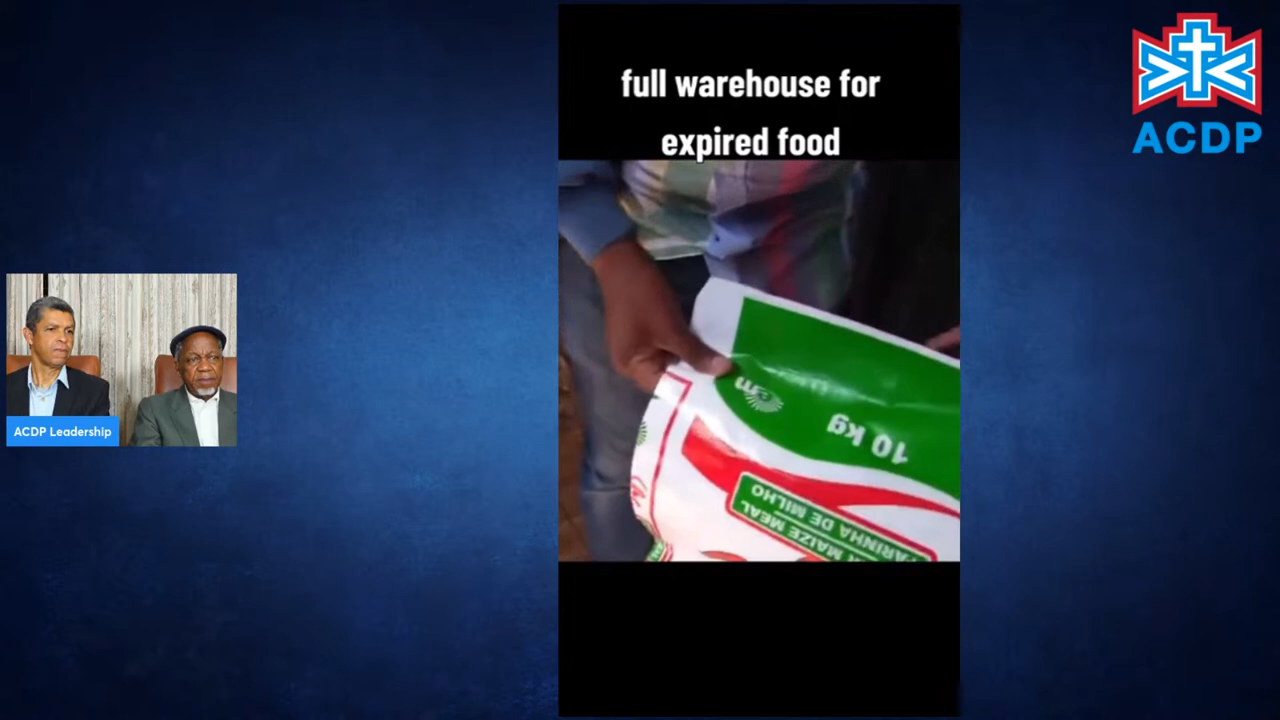 full warehouse for
expired food
ACDP
ACDP Leadership
10 kg
MAIZE MEAL
FARINHA DE MILHO